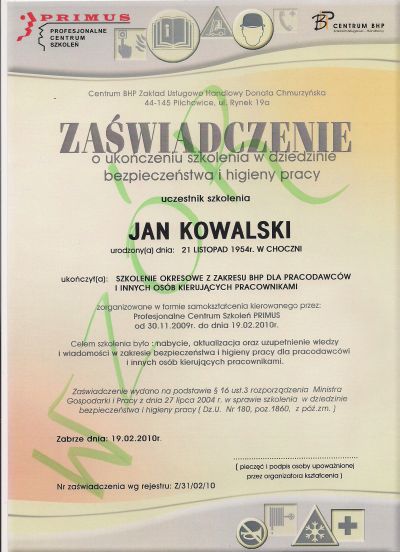 PRIMUS
PROFESJONALNE
CENTRUM
SZKOLEŃ
CENTRUM BHP
Centrum BHP Zakład Usługowo Handlowy Donata Chmurzyńska
44-145 Pilchowice, ul. Rynek 19a
ZAŚWIADCZENIE
o ukończeniu szkolenia w dziedzinie
bezpieczeństwa i higieny pracy
uczestnik szkolenia
JAN KOWALSKI
urodzony(a) dnia: 21 LISTOPAD 1954r. W CHOCZNI
ukończył(a): SZKOLENIE OKRESOWE Z ZAKRESU BHP DLA PRACODAWCÓW
I INNYCH OSÓB KIERUJĄCYCH PRACOWNIKAMI
zorganizowane w formie samokształcenia kierowanego przez:
Profesjonalne Centrum Szkoleń PRIMUS
od 30.11.2009r. do dnia 19.02.2010r.
Celem szkolenia było : nabycie, aktualizacja oraz uzupełnienie wiedzy
i wiadomości w zakresie bezpieczeństwa i higieny pracy dla pracodawców
i innych osób kierujących pracownikami.
Zaświadczenie wydano na podstawie § 16 ust.3 rozporządzenia Ministra
Gospodarki i Pracy z dnia 27 lipca 2004 r. w sprawie szkolenia w dziedzinie
bezpieczeństwa i higieny pracy ( Dz.U. Nr 180, poz.1860, z póź.zm. )
Zabrze dnia: 19.02.2010r.
( pieczęć i podpis osoby upoważnionej
przez organizatora kształcenia )
Nr zaświadczenia wg rejestru: Z/31/02/10
WZÓR